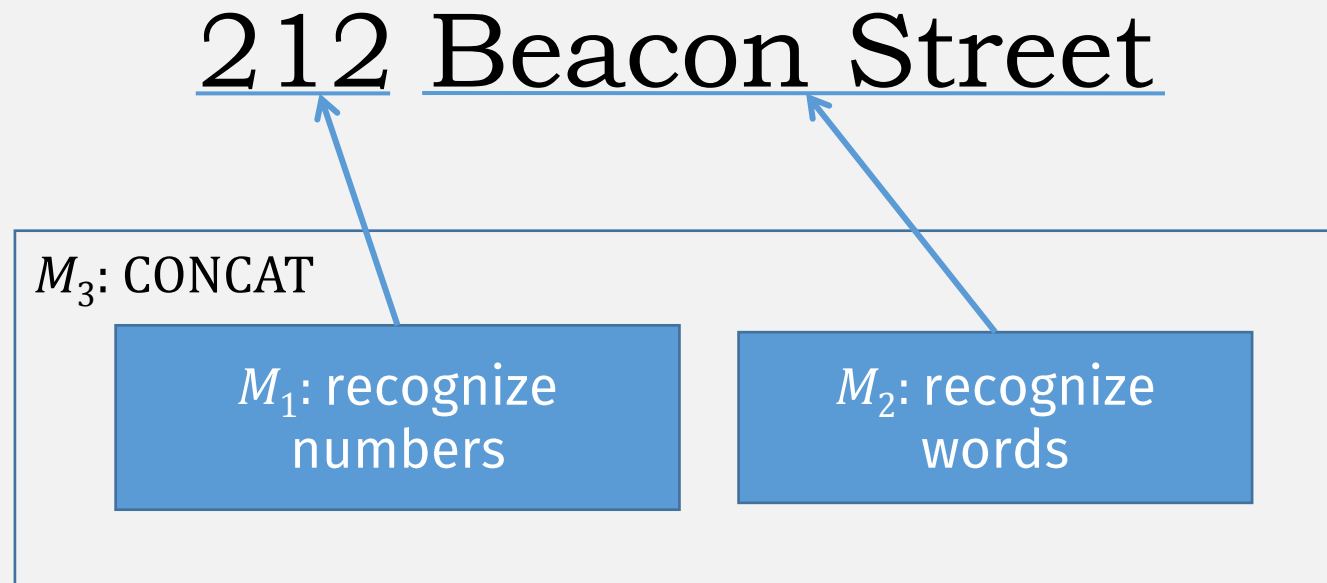 212 Beacon Street
M₃: CONCAT
M₁: recognize
numbers
M₂: recognize
words